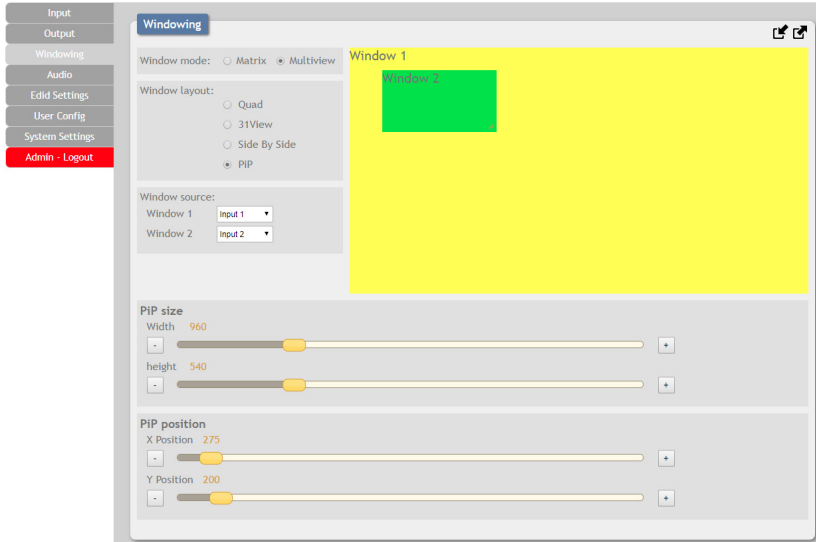 Input
Output
Windowing
Audio
Edid Settings
User Config
System Settings
Admin - Logout
Windowing
Window mode: Matrix Multiview
Window layout:
Quad
31View
Side By Side
PiP
Window source:
Window 1 Input 1
Window 2 Input 2
Window 1
Window 2
PiP size
Width 960
- +
height 540
- +
PiP position
X Position 275
- +
Y Position 200
- +